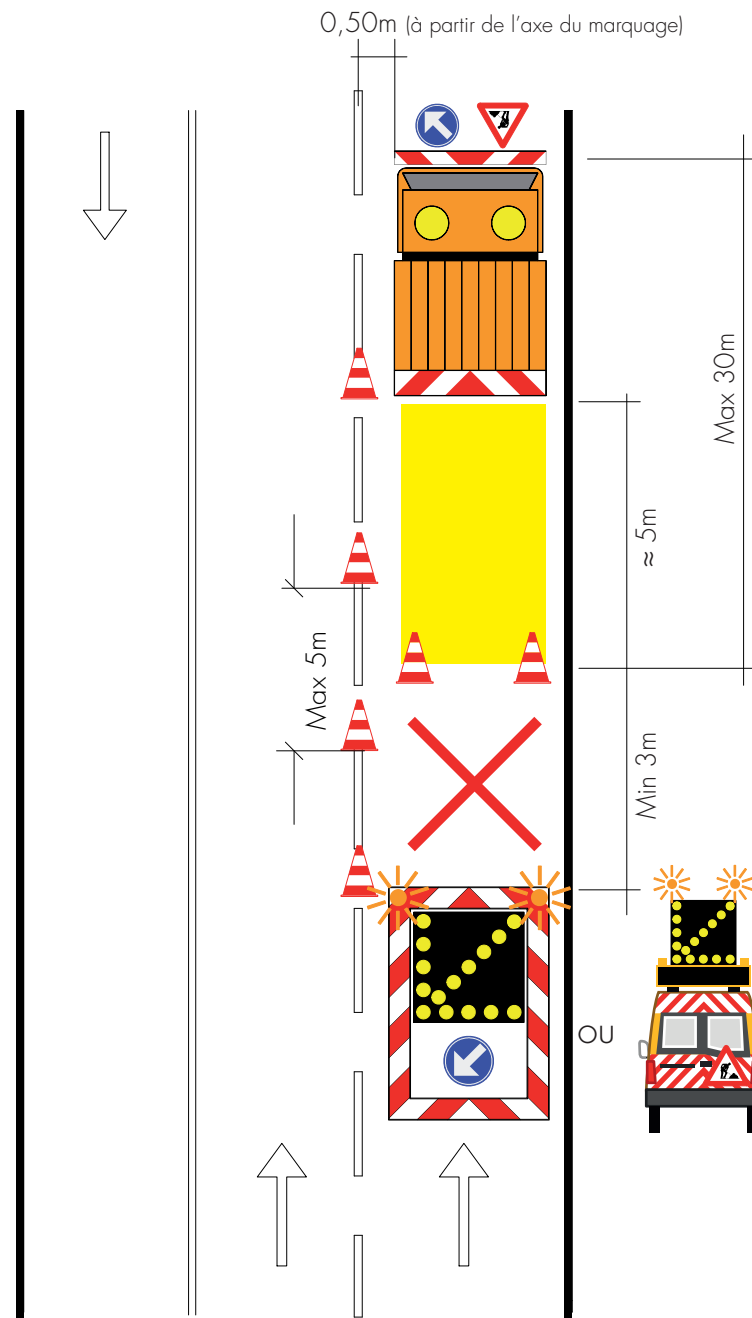 0,50m (à partir de l'axe du marquage)
Max 30m
≈ 5m
Max 5m
Min 3m
OU